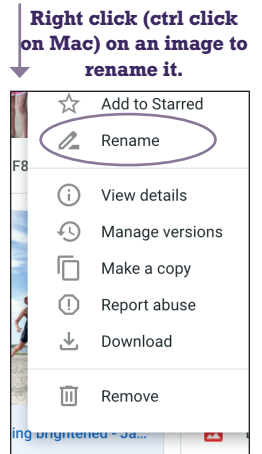 Right click (ctrl click
on Mac) on an image to
rename it.
Add to Starred
Rename
F8
View details
Manage versions
Make a copy
Report abuse
Download
Remove
ing brightened - Ja...